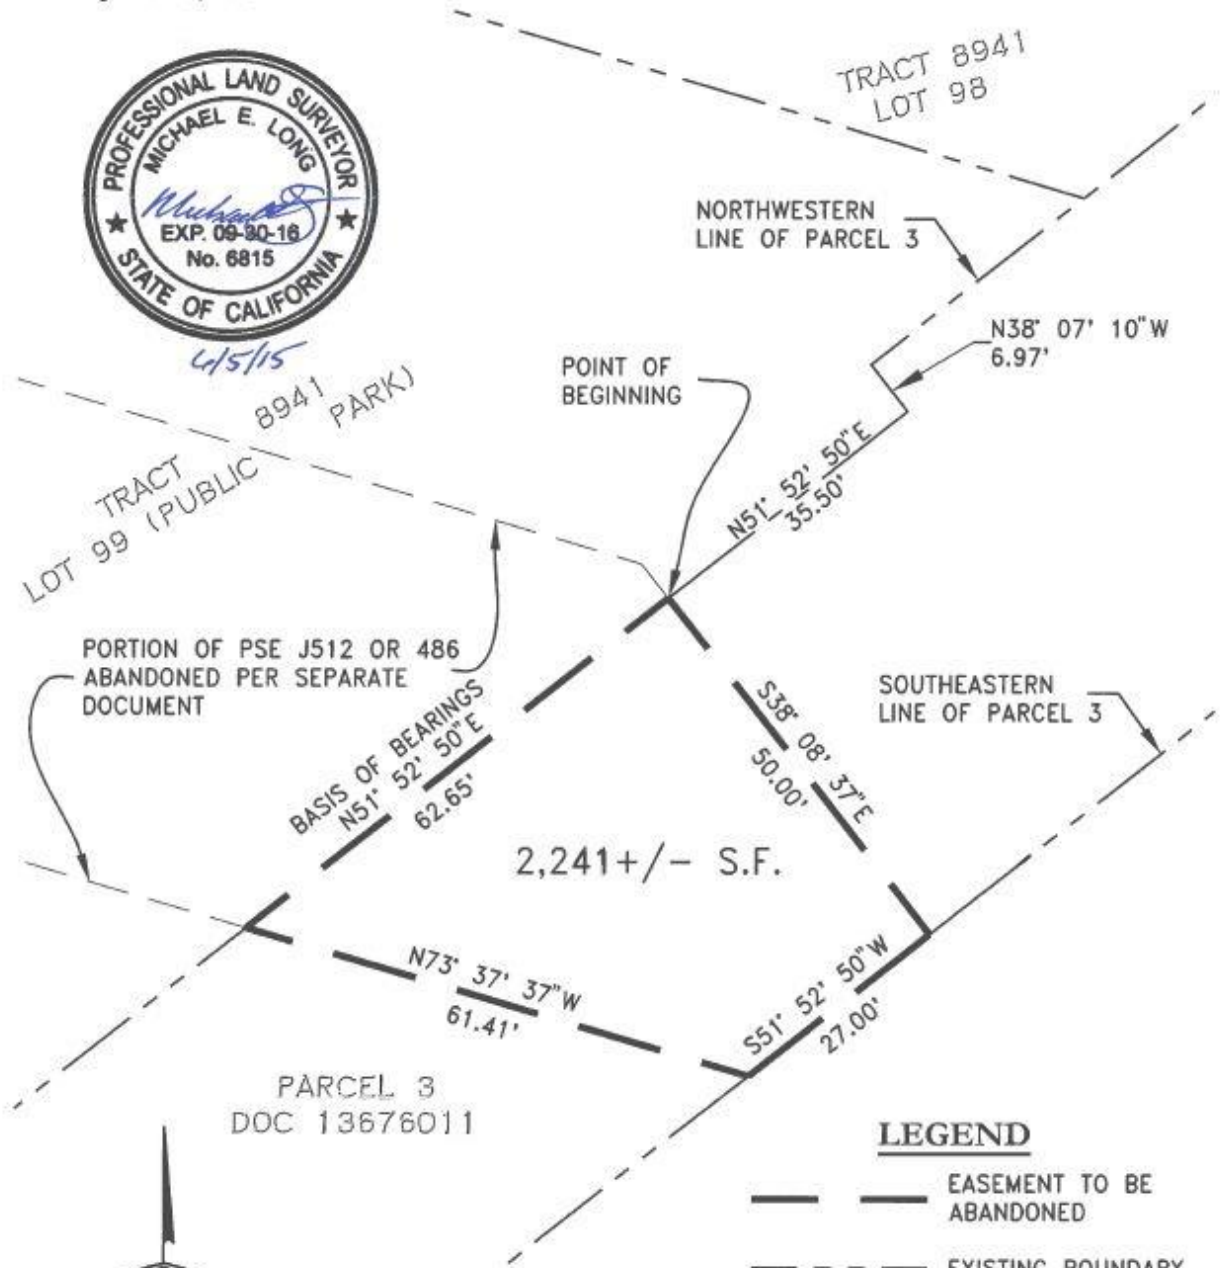 PROFESSIONAL LAND SURVEYOR
MICHAEL E. LONG
EXP. 09-30-16
No. 6815
STATE OF CALIFORNIA
TRACT 8941
LOT 98
NORTHWESTERN
LINE OF PARCEL 3
N38° 07' 10"W
6.97'
POINT OF
BEGINNING
TRACT 8941
LOT 99 (PUBLIC PARK)
N51° 52' 50"E
35.50'
PORTION OF PSE J512 OR 486
ABANDONED PER SEPARATE
DOCUMENT
BASIS OF BEARINGS
N51° 52' 50"E
62.65'
S38° 08' 37"E
50.00'
SOUTHEASTERN
LINE OF PARCEL 3
2,241+/- S.F.
N73° 37' 37"W
61.41'
S51° 52' 50"W
27.00'
PARCEL 3
DOC 13676011
LEGEND
EASEMENT TO BE
ABANDONED
EXISTING BOUNDARY